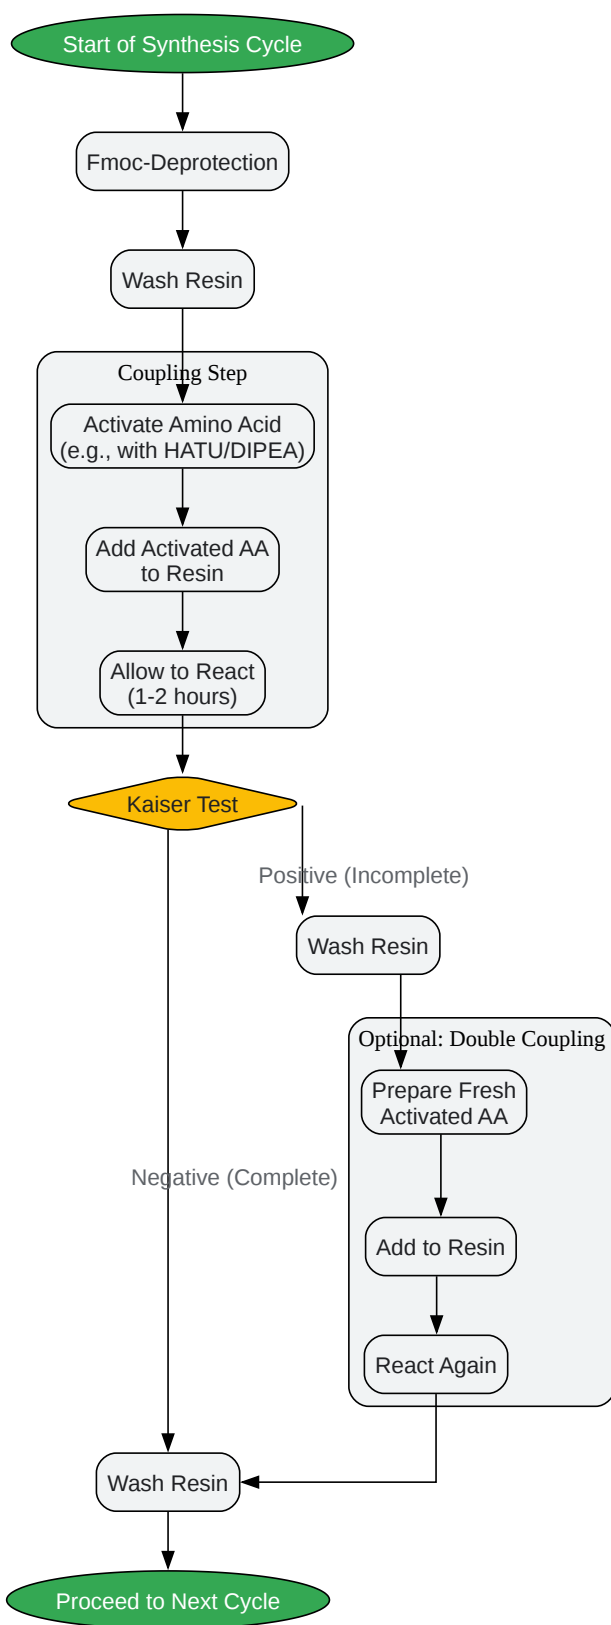 Start of Synthesis Cycle
Fmoc-Deprotection
Wash Resin
Coupling Step
Activate Amino Acid
(e.g., with HATU/DIPEA)
Add Activated AA
to Resin
Allow to React
(1-2 hours)
Kaiser Test
Positive (Incomplete)
Wash Resin
Optional: Double Coupling
Prepare Fresh
Activated AA
Negative (Complete)
Add to Resin
React Again
Wash Resin
Proceed to Next Cycle